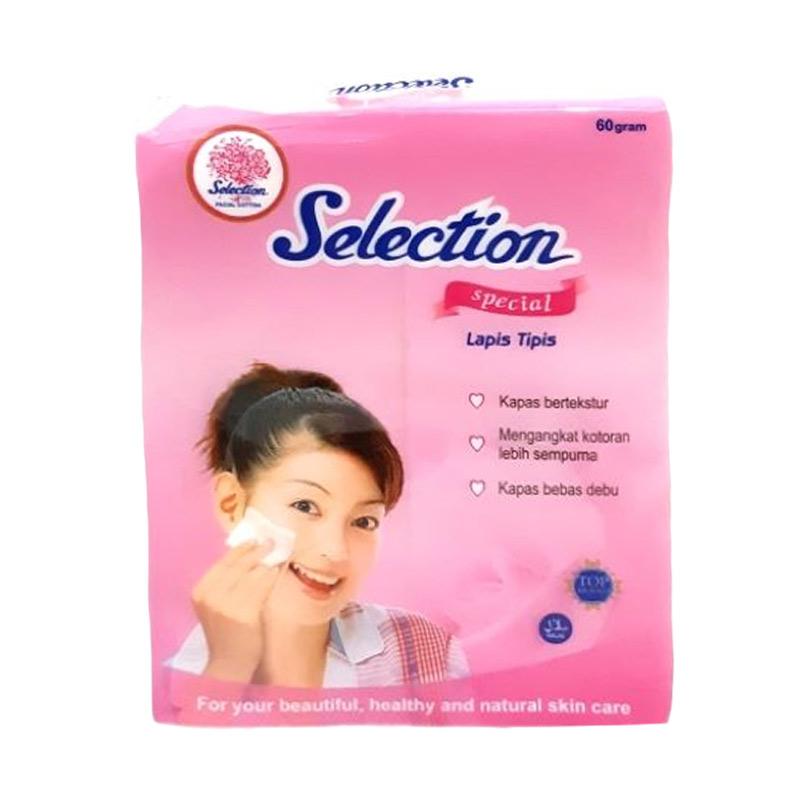 Selection
60gram
Selection
FACIAL COTTON
Selection
special
Lapis Tipis
Kapas bertekstur
Mengangkat kotoran
lebih sempurna
Kapas bebas debu
TOP
For your beautiful, healthy and natural skin care